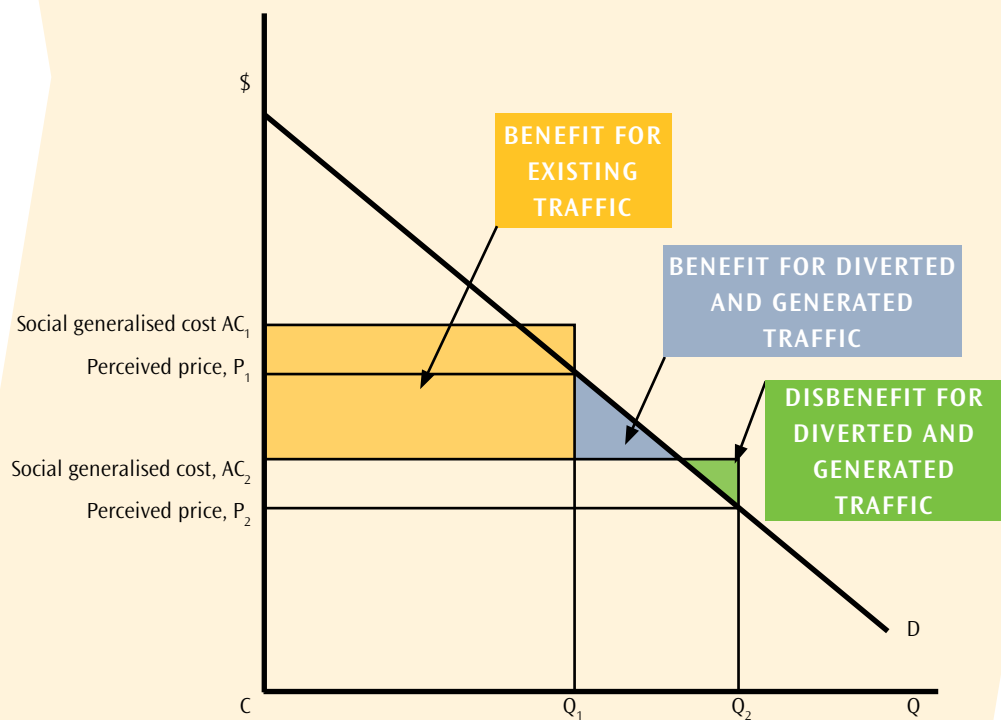 $
BENEFIT FOR
EXISTING
TRAFFIC
BENEFIT FOR DIVERTED
AND GENERATED
TRAFFIC
Social generalised cost AC₁
Perceived price, P₁
DISBENEFIT FOR
DIVERTED AND
GENERATED
TRAFFIC
Social generalised cost, AC₂
Perceived price, P₂
D
C
Q₁
Q₂
Q